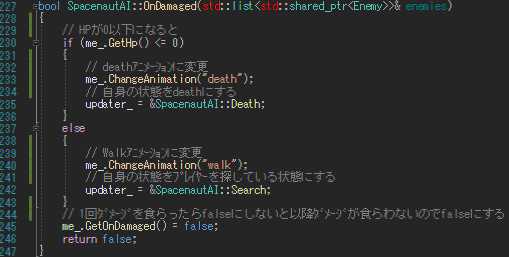 227 bool SpacenautAI::OnDamaged(std::list<std::shared_ptr<Enemy>>& enemies)
228 {
229 // HPが0以下になると
230 if (me_.GetHp() <= 0)
231 {
232 // deathｱﾆﾒｰｼｮﾝに変更
233 me_.ChangeAnimation("death");
234 // 自身の状態をdeathにする
235 updater_ = &SpacenautAI::Death;
236 }
237 else
238 {
239 // Walkｱﾆﾒｰｼｮﾝに変更
240 me_.ChangeAnimation("walk");
241 // 自身の状態をﾌﾟﾚｲﾔｰを探している状態にする
242 updater_ = &SpacenautAI::Search;
243 }
244 // 1回ﾀﾞﾒｰｼﾞを食らったらfalseにしないと以降ﾀﾞﾒｰｼﾞが食らわないのでfalseにする
245 me_.GetOnDamaged() = false;
246 return false;
247 }